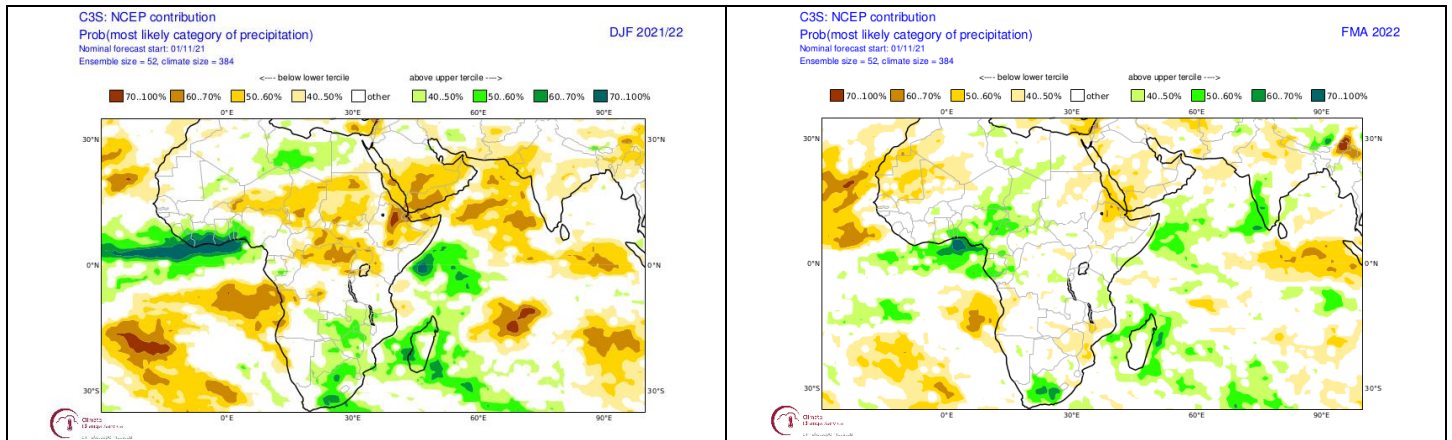 C3S: NCEP contribution
Prob(most likely category of precipitation)
DJF 2021/22
Nominal forecast start: 01/11/21
Ensemble size = 52, climate size = 384
<---- below lower tercile
above upper tercile ---->
70..100% 60..70% 50..60% 40..50% other 40..50% 50..60% 60..70% 70..100%
0°E 30°E 60°E 90°E
30°N 30°N
0°N 0°N
30°S 30°S
0°E 30°E 60°E 90°E
Climate
Change Service
C3S: NCEP contribution
Prob(most likely category of precipitation)
FMA 2022
Nominal forecast start: 01/11/21
Ensemble size = 52, climate size = 384
<---- below lower tercile
above upper tercile ---->
70..100% 60..70% 50..60% 40..50% other 40..50% 50..60% 60..70% 70..100%
0°E 30°E 60°E 90°E
30°N 30°N
0°N 0°N
30°S 30°S
0°E 30°E 60°E 90°E
Climate
Change Service